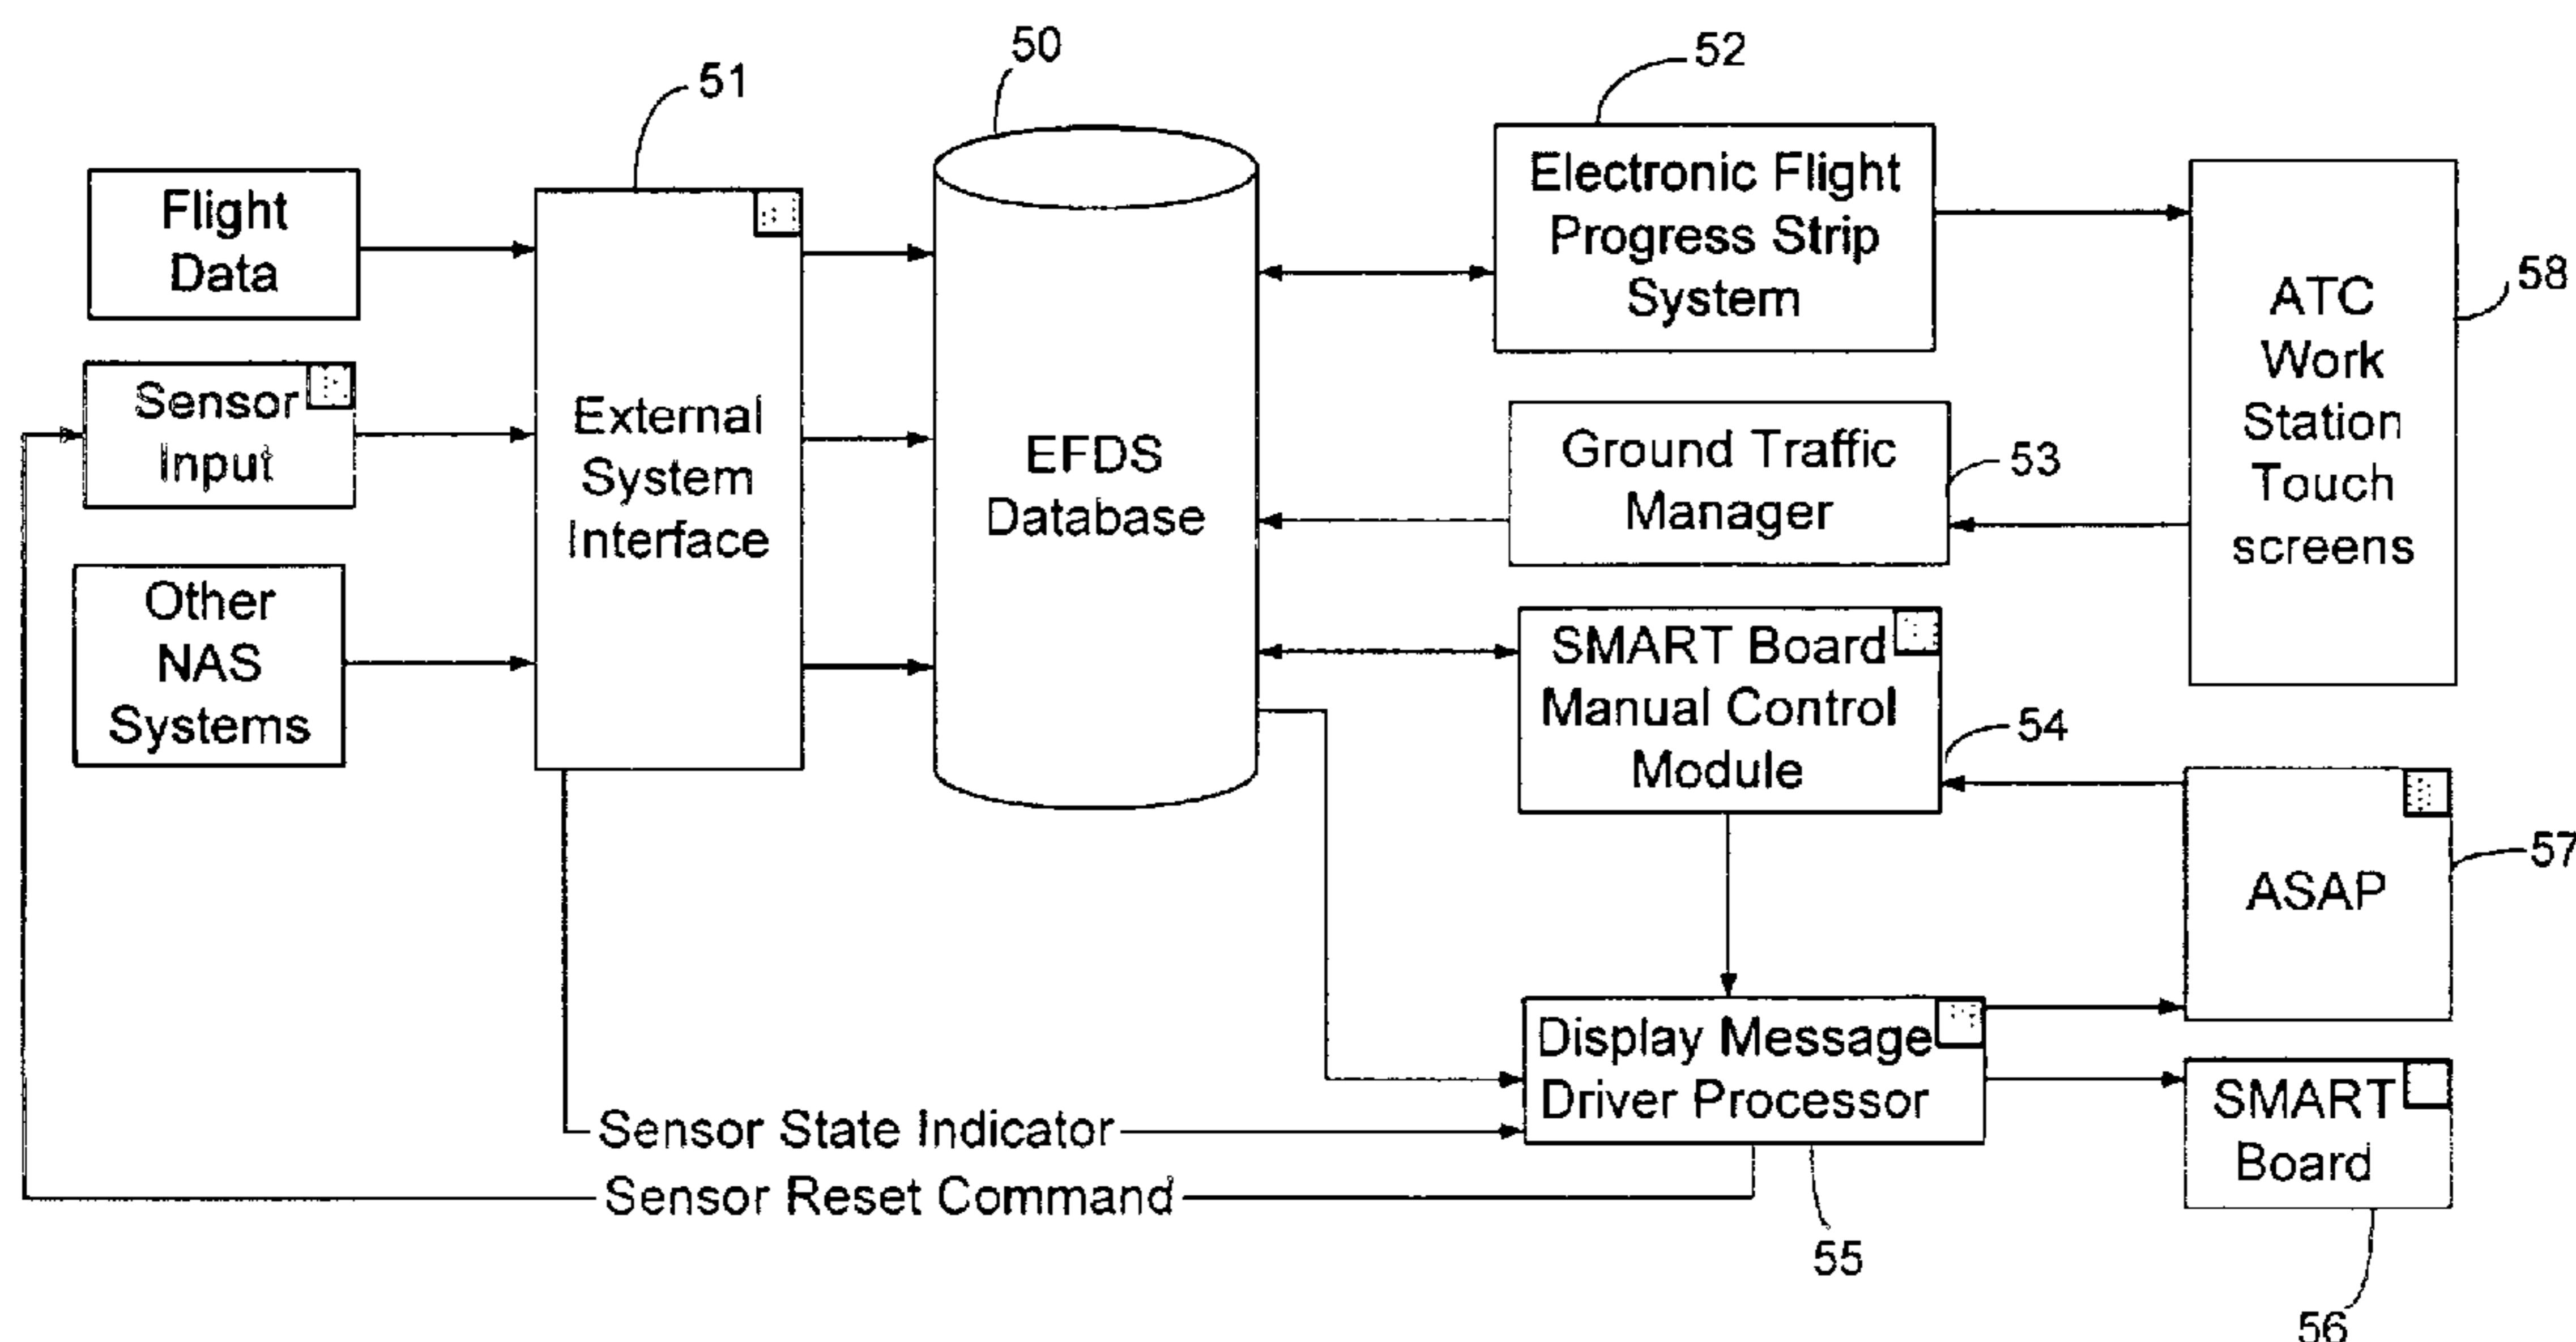 50
52
51
Flight
Data
Electronic Flight
Progress Strip
System
58
ATC
Work
Station
Touch
screens
Sensor
Input
External
System
Interface
EFDS
Database
Ground Traffic
Manager
53
Other
NAS
Systems
SMART Board
Manual Control
Module
54
57
ASAP
Display Message
Driver Processor
SMART
Board
Sensor State Indicator
Sensor Reset Command
55
56